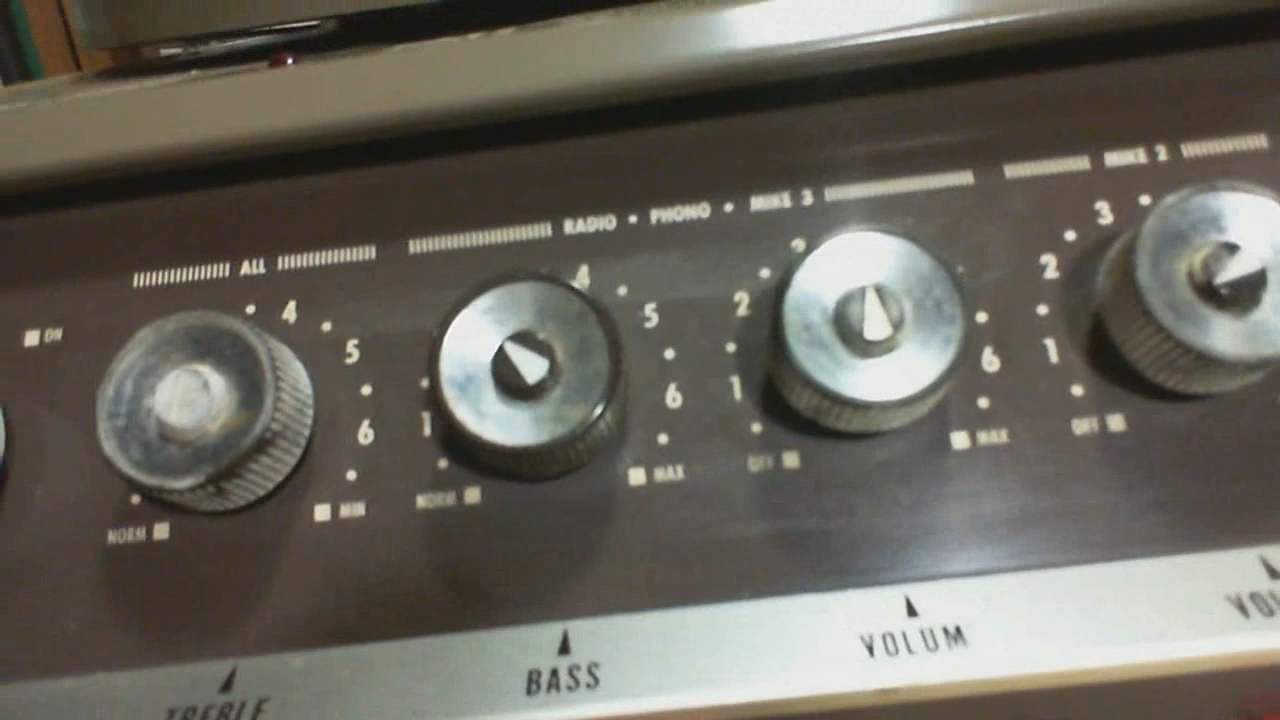 MIKE 2
RADIO • PHONO • MIKE 3
ALL
ON
4
5
6
NORM
MIN
4
5
6
1
NORM
MAX
2
1
6
OFF
MAX
3
2
1
OFF
TREBLE
BASS
VOLUM